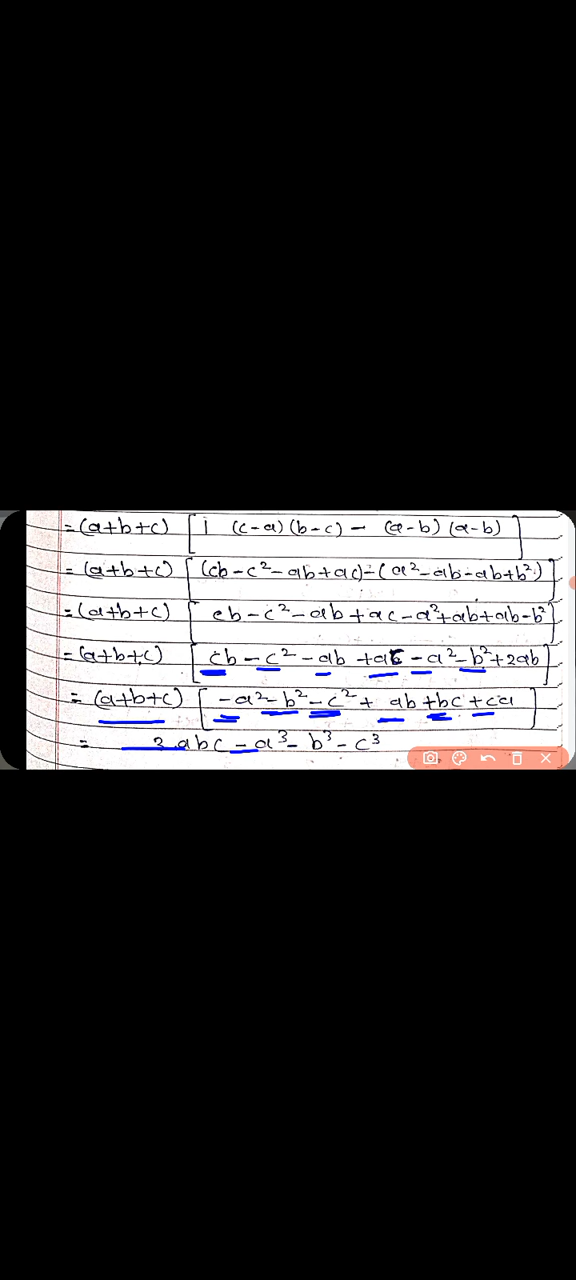 = (a+b+c) [ 1 (c-a) (b-c) - (a-b) (a-b) ]
= (a+b+c) [ (cb - c² - ab + ac) - (a² - ab - ab + b²) ]
= (a+b+c) [ cb - c² - ab + ac - a² + ab + ab - b² ]
= (a+b+c) [ cb - c² - ab + ac - a² - b² + 2ab ]
= (a+b+c) [ -a² - b² - c² + ab + bc + ca ]
= 3abc - a³ - b³ - c³